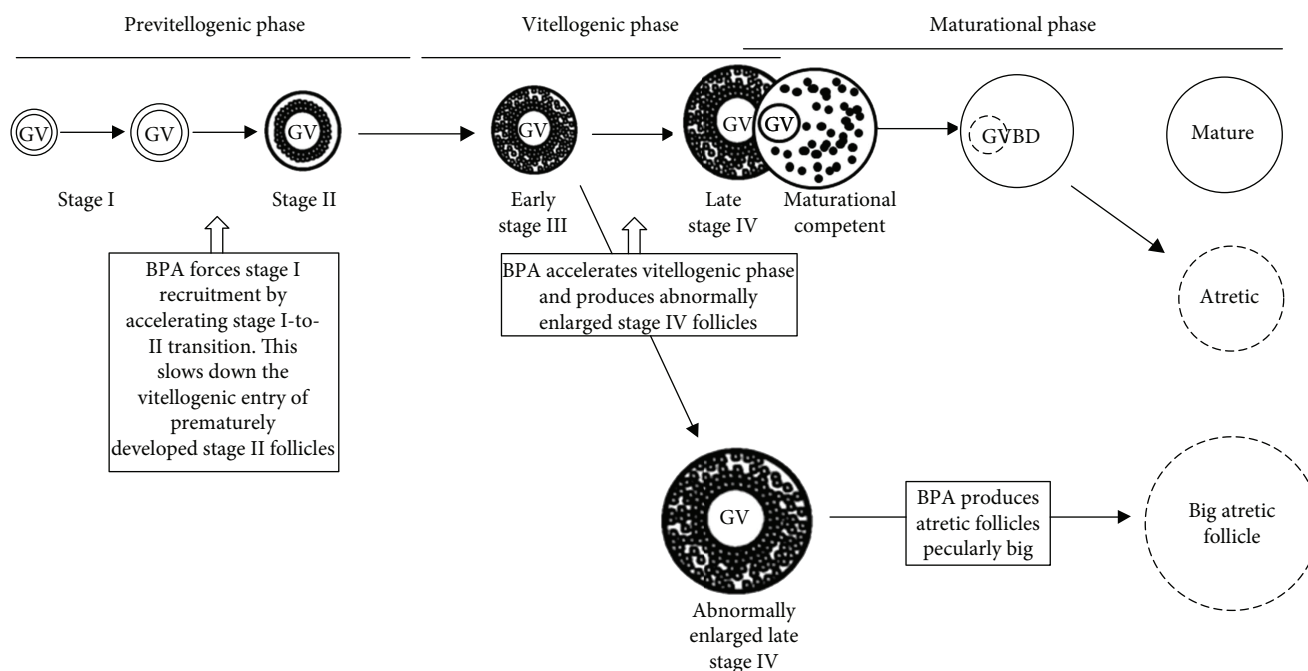 Previtellogenic phase
Vitellogenic phase
Maturational phase
GV
GV
GV
GV
GV
GV
GVBD
Mature
Stage I
Stage II
Early
stage III
Late
stage IV
Maturational
competent
BPA forces stage I
recruitment by
accelerating stage I-to-
II transition. This
slows down the
vitellogenic entry of
prematurely
developed stage II follicles
BPA accelerates vitellogenic phase
and produces abnormally
enlarged stage IV follicles
Atretic
GV
Abnormally
enlarged late
stage IV
BPA produces
atretic follicles
pecularly big
Big atretic
follicle